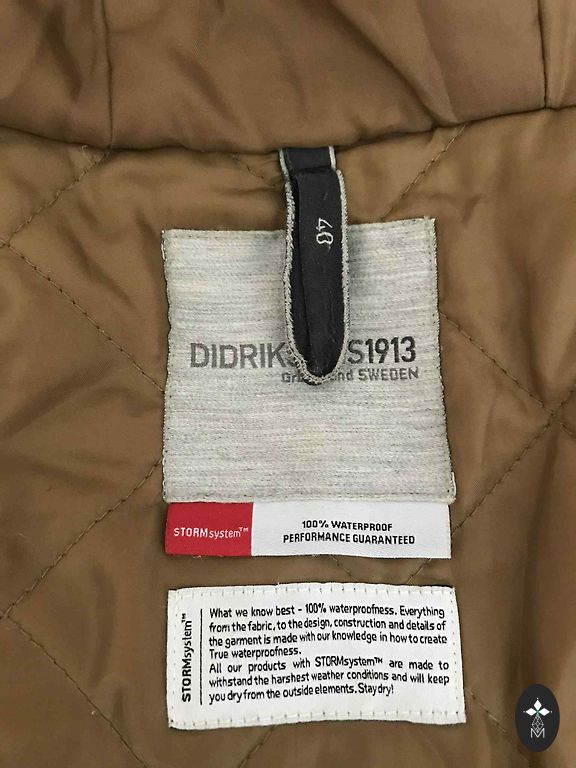 48
DIDRIK S1913
Gr nd SWEDEN
STORMsystem™
100% WATERPROOF
PERFORMANCE GUARANTEED
STORMsystem™
What we know best - 100% waterproofness. Everything
from the fabric, to the design, construction and details of
the garment is made with our knowledge in how to create
True waterproofness.
All our products with STORMsystem™ are made to
withstand the harshest weather conditions and will keep
you dry from the outside elements. Stay dry!
M